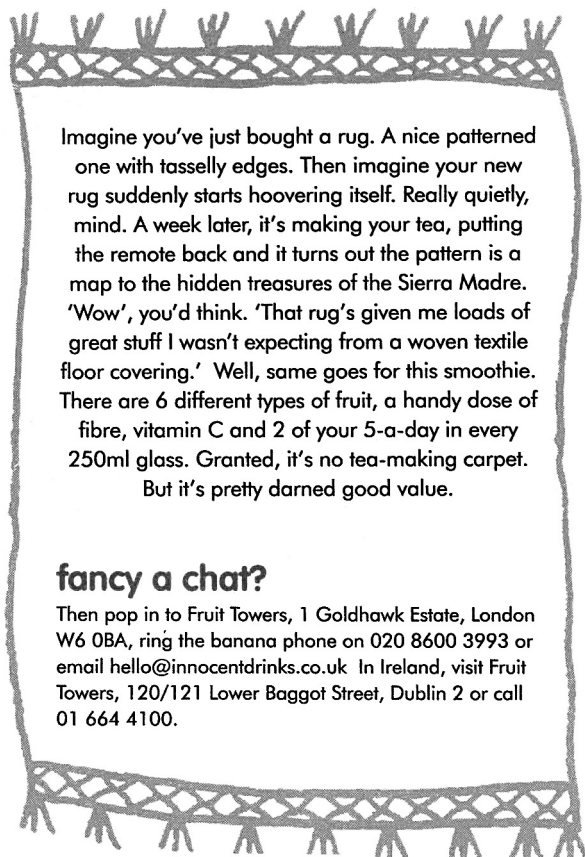 Imagine you've just bought a rug. A nice patterned
one with tasselly edges. Then imagine your new
rug suddenly starts hoovering itself. Really quietly,
mind. A week later, it's making your tea, putting
the remote back and it turns out the pattern is a
map to the hidden treasures of the Sierra Madre.
'Wow', you'd think. 'That rug's given me loads of
great stuff I wasn't expecting from a woven textile
floor covering.' Well, same goes for this smoothie.
There are 6 different types of fruit, a handy dose of
fibre, vitamin C and 2 of your 5-a-day in every
250ml glass. Granted, it's no tea-making carpet.
But it's pretty darned good value.
fancy a chat?
Then pop in to Fruit Towers, 1 Goldhawk Estate, London
W6 0BA, ring the banana phone on 020 8600 3993 or
email hello@innocentdrinks.co.uk In Ireland, visit Fruit
Towers, 120/121 Lower Baggot Street, Dublin 2 or call
01 664 4100.